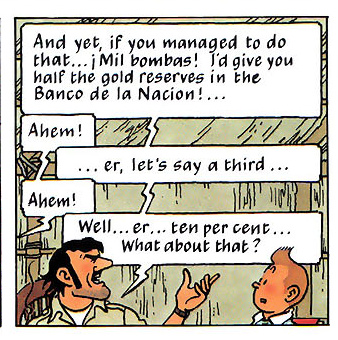 And yet, if you managed to do
that... ¡Mil bombas! I'd give you
half the gold reserves in the
Banco de la Nacion!...
Ahem!
... er, let's say a third ...
Ahem!
Well... er... ten per cent...
What about that?